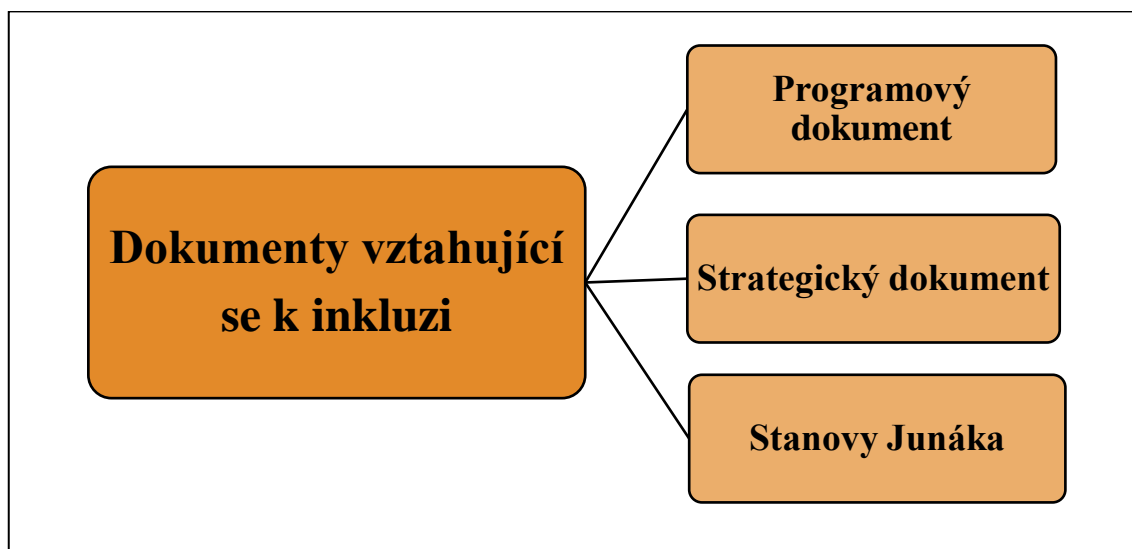 Dokumenty vztahující
se k inkluzi
Programový
dokument
Strategický dokument
Stanovy Junáka